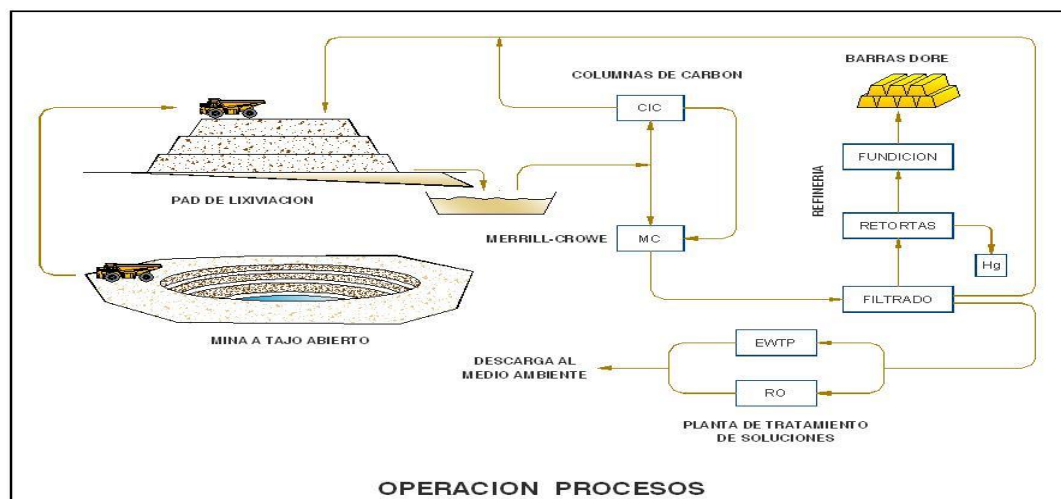 COLUMNAS DE CARBON
BARRAS DORE
CIC
FUNDICION
REFINERIA
PAD DE LIXIVIACION
MERRILL-CROWE
MC
RETORTAS
Hg
FILTRADO
MINA A TAJO ABIERTO
EWTP
DESCARGA AL
MEDIO AMBIENTE
RO
PLANTA DE TRATAMIENTO
DE SOLUCIONES
OPERACION PROCESOS